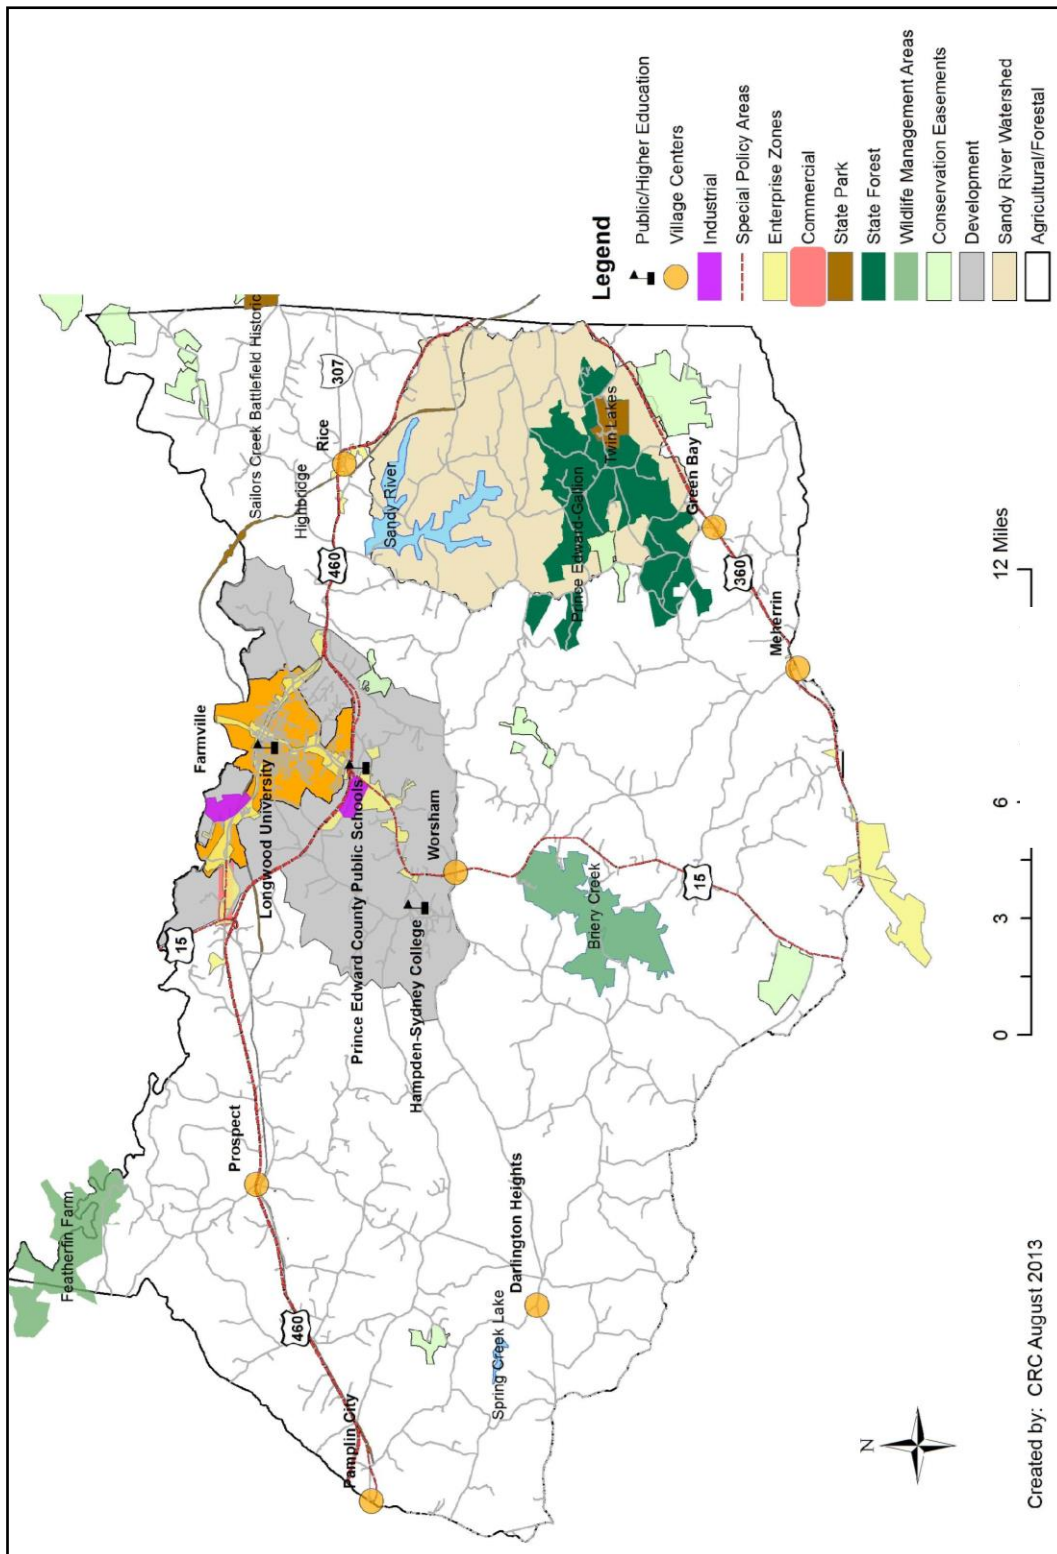 Featherfin Farm
Prospect
460
Pamplin City
Spring Creek Lake
Darlington Heights
15
Farmville
Longwood University
Prince Edward County Public Schools
Hampden-Sydney College
Worsham
Briery Creek
15
Sailors Creek Battlefield Historic
Highbridge
Rice
307
460
Sandy River
Prince Edward-Gallion
Twin Lakes
Green Bay
360
Meherrin
Legend
Public/Higher Education
Village Centers
Industrial
Special Policy Areas
Enterprise Zones
Commercial
State Park
State Forest
Wildlife Management Areas
Conservation Easements
Development
Sandy River Watershed
Agricultural/Forestal
N
0 3 6 12 Miles
Created by: CRC August 2013